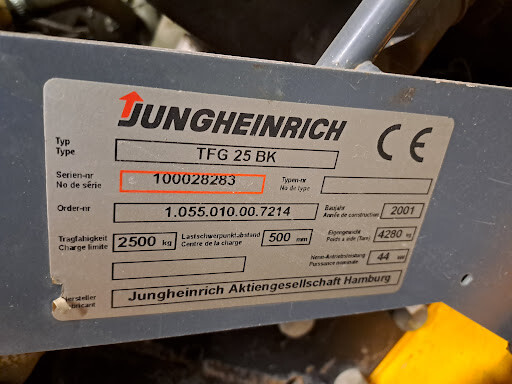 JUNGHEINRICH
CE
Typ
Type
TFG 25 BK
Serien-nr
No de série
100028283
Typen-nr
No de type
Order-nr
1.055.010.00.7214
Baujahr
Année de construction
2001
Tragfähigkeit
Charge limite
2500 kg
Lastschwerpunktabstand
Centre de la charge
500 mm
Eigengewicht
Poids a vide (Tare)
4280 kg
Nenn-Antriebsleistung
Puissance nominale
44 kW
Hersteller
Jungheinrich Aktiengesellschaft Hamburg